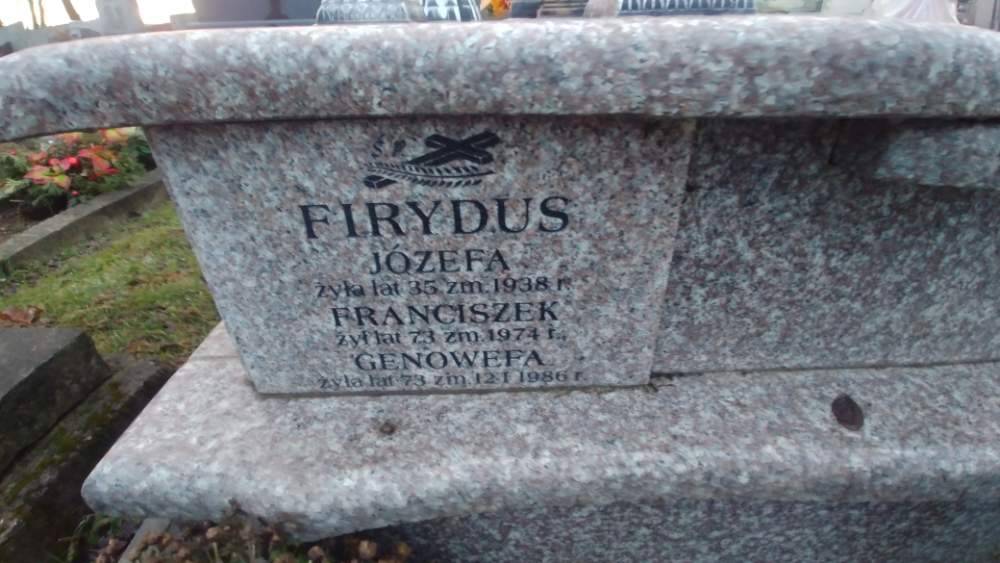 FIRYDUS
JÓZEFA
żyła lat 35 zm. 1938 r.
FRANCISZEK
żył lat 73 zm. 1974 r.
GENOWEFA
żyła lat 73 zm. 12 I 1986 r.